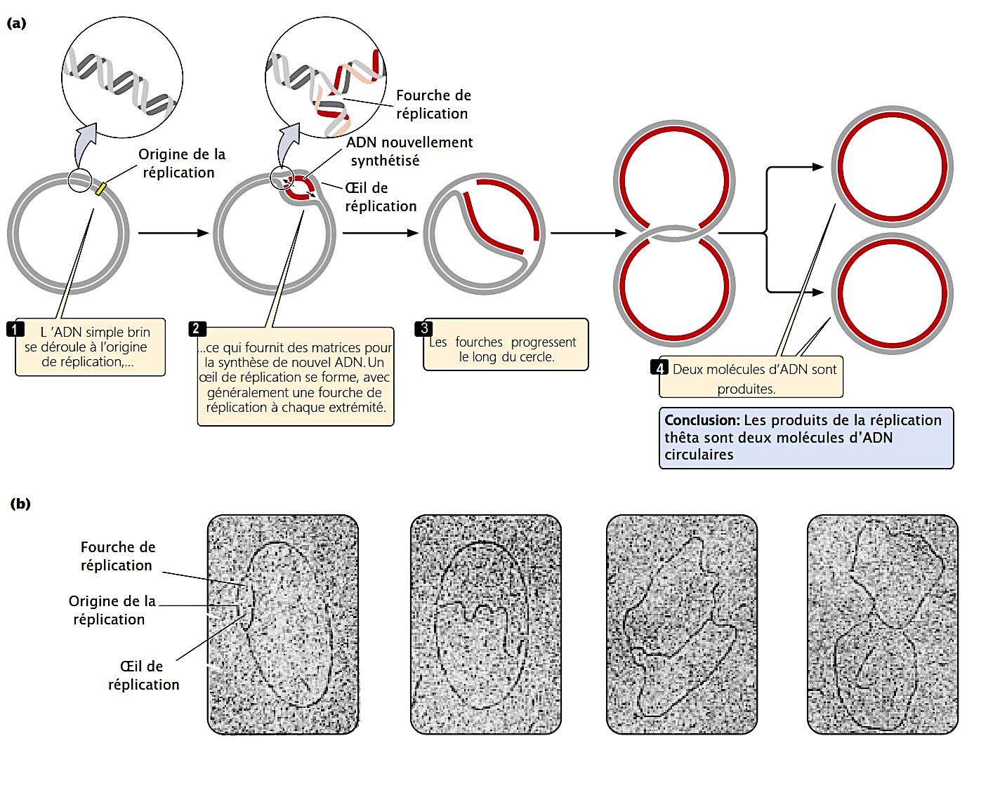 (a)
Origine de la
réplication
Fourche de
réplication
ADN nouvellement
synthétisé
Œil de
réplication
1
L 'ADN simple brin
se déroule à l'origine
de réplication,...
2
...ce qui fournit des matrices pour
la synthèse de nouvel ADN. Un
œil de réplication se forme, avec
généralement une fourche de
réplication à chaque extrémité.
3
Les fourches progressent
le long du cercle.
4
Deux molécules d'ADN sont
produites.
Conclusion: Les produits de la réplication
thêta sont deux molécules d'ADN
circulaires
(b)
Fourche de
réplication
Origine de la
réplication
Œil de
réplication